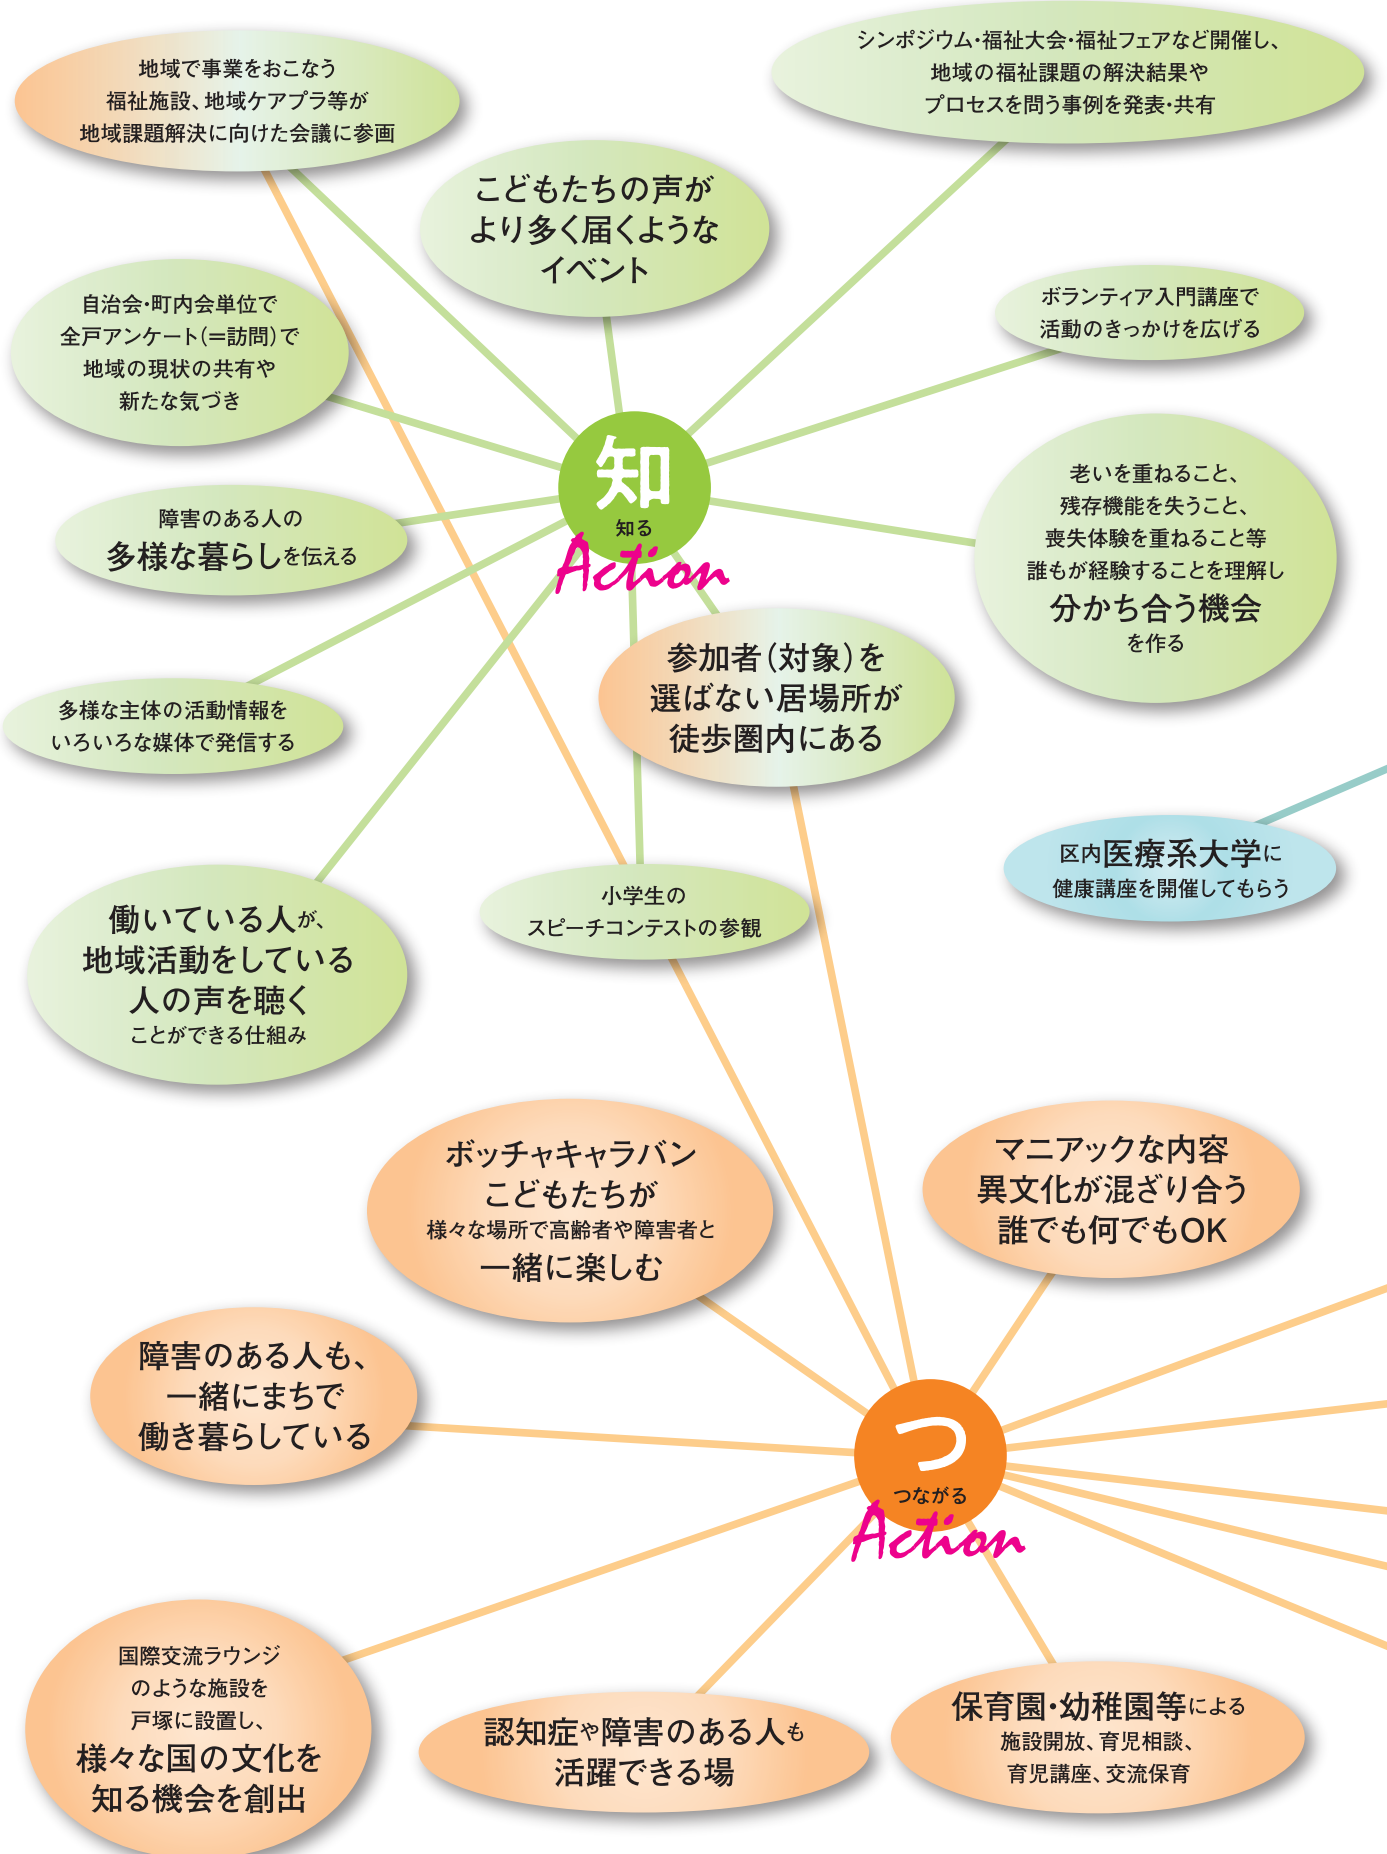 地域で事業をおこなう
福祉施設、地域ケアプラ等が
地域課題解決に向けた会議に参画
シンポジウム・福祉大会・福祉フェアなど開催し、
地域の福祉課題の解決結果や
プロセスを問う事例を発表・共有
こどもたちの声が
より多く届くような
イベント
自治会・町内会単位で
全戸アンケート(=訪問)で
地域の現状の共有や
新たな気づき
ボランティア入門講座で
活動のきっかけを広げる
知
知る
Action
老いを重ねること、
残存機能を失うこと、
喪失体験を重ねること等
誰もが経験することを理解し
分かち合う機会
を作る
障害のある人の
多様な暮らしを伝える
参加者(対象)を
選ばない居場所が
徒歩圏内にある
多様な主体の活動情報を
いろいろな媒体で発信する
区内医療系大学に
健康講座を開催してもらう
働いている人が、
地域活動をしている
人の声を聴く
ことができる仕組み
小学生の
スピーチコンテストの参観
ボッチャキャラバン
こどもたちが
様々な場所で高齢者や障害者と
一緒に楽しむ
マニアックな内容
異文化が混ざり合う
誰でも何でもOK
障害のある人も、
一緒にまちで
働き暮らしている
つ
つながる
Action
国際交流ラウンジ
のような施設を
戸塚に設置し、
様々な国の文化を
知る機会を創出
認知症や障害のある人も
活躍できる場
保育園・幼稚園等による
施設開放、育児相談、
育児講座、交流保育